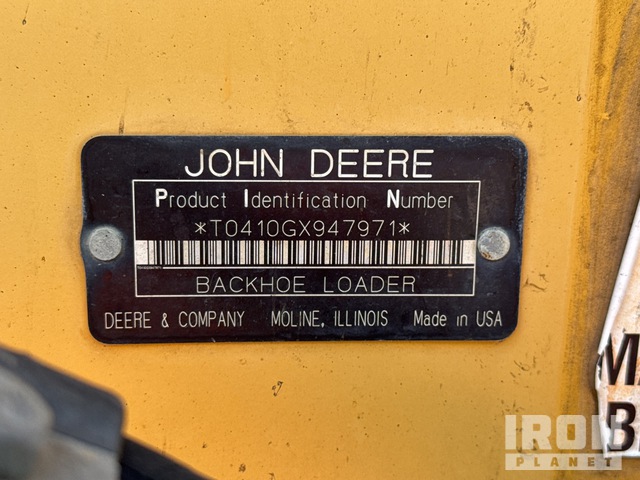 JOHN DEERE
Product Identification Number
*T0410GX947971*
BACKHOE LOADER
DEERE & COMPANY MOLINE, ILLINOIS Made in USA
IRON
PLANET